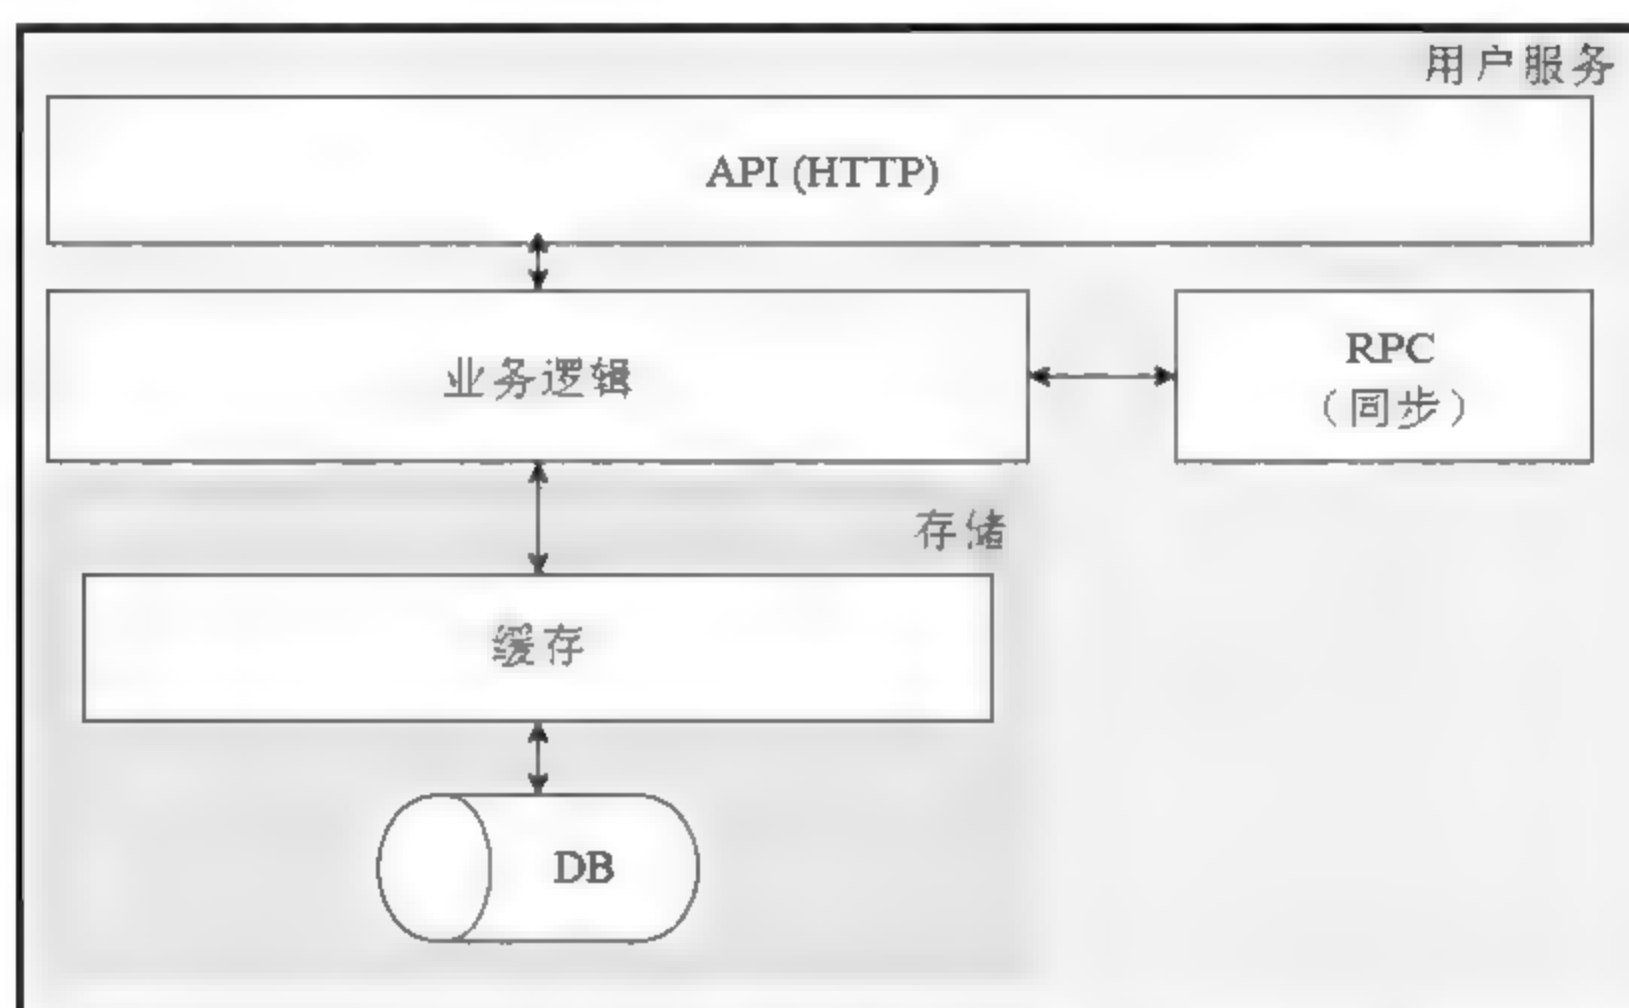 用户服务
API (HTTP)
业务逻辑
RPC
（同步）
存储
缓存
DB